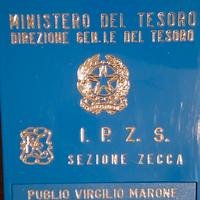 MINISTERO DEL TESORO
DIREZIONE GEN.LE DEL TESORO
I.P.Z.S.
SEZIONE ZECCA
PUBLIO VIRGILIO MARONE